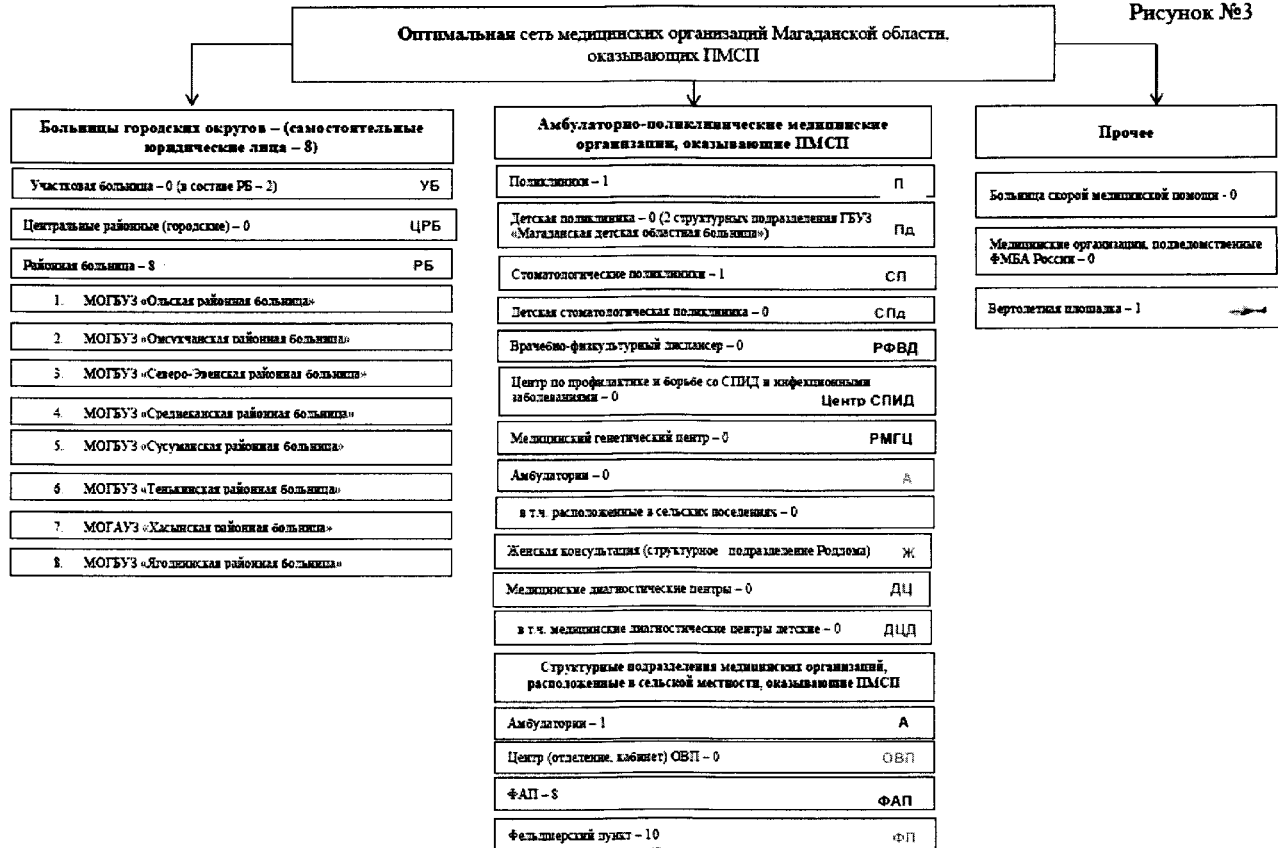 Рисунок №3
Оптимальная сеть медицинских организаций Магаданской области,
оказывающих ПМСП
Больницы городских округов – (самостоятельные
юридические лица – 8)
Участковая больница – 0 (в составе РБ – 2) УБ
Центральные районные (городские) – 0 ЦРБ
Районная больница – 8 РБ
1. МОГБУЗ «Ольская районная больница»
2. МОГБУЗ «Омсукчанская районная больница»
3. МОГБУЗ «Северо-Эвенская районная больница»
4. МОГБУЗ «Среднеканская районная больница»
5. МОГБУЗ «Сусуманская районная больница»
6. МОГБУЗ «Тенькинская районная больница»
7. МОГАУЗ «Хасынская районная больница»
8. МОГБУЗ «Ягоднинская районная больница»
Амбулаторно-поликлинические медицинские
организации, оказывающие ПМСП
Поликлиники – 1 П
Детская поликлиника – 0 (2 структурных подразделения ГБУЗ
«Магаданская детская областная больница») Пд
Стоматологические поликлиники – 1 СП
Детская стоматологическая поликлиника – 0 СПд
Врачебно-физкультурный диспансер – 0 РФВД
Центр по профилактике и борьбе со СПИД и инфекционными
заболеваниями – 0 Центр СПИД
Медицинский генетический центр – 0 РМГЦ
Амбулатории – 0 А
в т.ч. расположенные в сельских поселениях – 0
Женская консультация (структурное подразделение Роддома) Ж
Медицинские диагностические центры – 0 ДЦ
в т.ч. медицинские диагностические центры детские – 0 ДЦД
Структурные подразделения медицинских организаций,
расположенные в сельской местности, оказывающие ПМСП
Амбулатории – 1 А
Центр (отделение, кабинет) ОВП – 0 ОВП
ФАП – 8 ФАП
Фельдшерский пункт – 10 ФП
Прочее
Больница скорой медицинской помощи - 0
Медицинские организации, подведомственные
ФМБА России – 0
Вертолетная площадка – 1